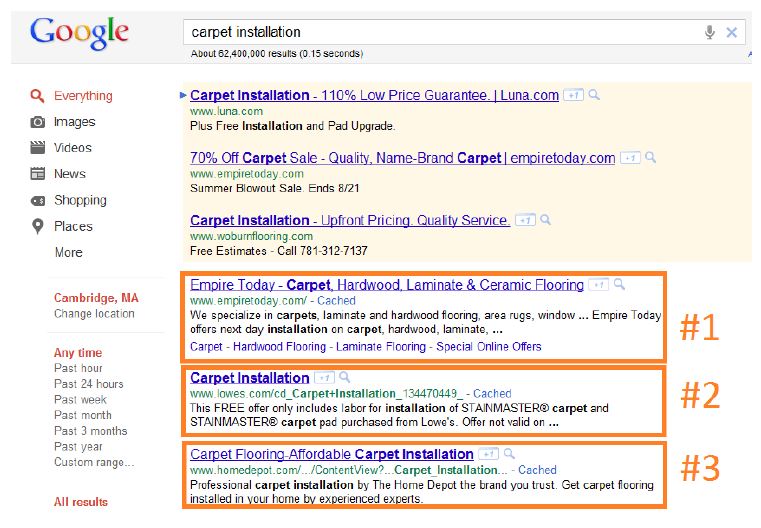 Google
carpet installation
About 62,400,000 results (0.15 seconds)
Everything
Images
Videos
News
Shopping
Places
More
Cambridge, MA
Change location
Any time
Past hour
Past 24 hours
Past week
Past month
Past 3 months
Past year
Custom range...
All results
Carpet Installation - 110% Low Price Guarantee. | Luna.com +1
www.luna.com
Plus Free Installation and Pad Upgrade.
70% Off Carpet Sale - Quality, Name-Brand Carpet | empiretoday.com +1
www.empiretoday.com
Summer Blowout Sale. Ends 8/21
Carpet Installation - Upfront Pricing. Quality Service. +1
www.woburnflooring.com
Free Estimates - Call 781-312-7137
Empire Today - Carpet, Hardwood, Laminate & Ceramic Flooring +1
www.empiretoday.com/ - Cached
We specialize in carpets, laminate and hardwood flooring, area rugs, window ... Empire Today
offers next day installation on carpet, hardwood, laminate, ...
Carpet - Hardwood Flooring - Laminate Flooring - Special Online Offers
#1
Carpet Installation +1
www.lowes.com/cd_Carpet+Installation_134470449_ - Cached
This FREE offer only includes labor for installation of STAINMASTER® carpet and
STAINMASTER® carpet pad purchased from Lowe's. Offer not valid on ...
#2
Carpet Flooring-Affordable Carpet Installation +1
www.homedepot.com/.../ContentView?...Carpet_Installation... - Cached
Professional carpet installation by The Home Depot the brand you trust. Get carpet flooring
installed in your home by experienced experts.
#3